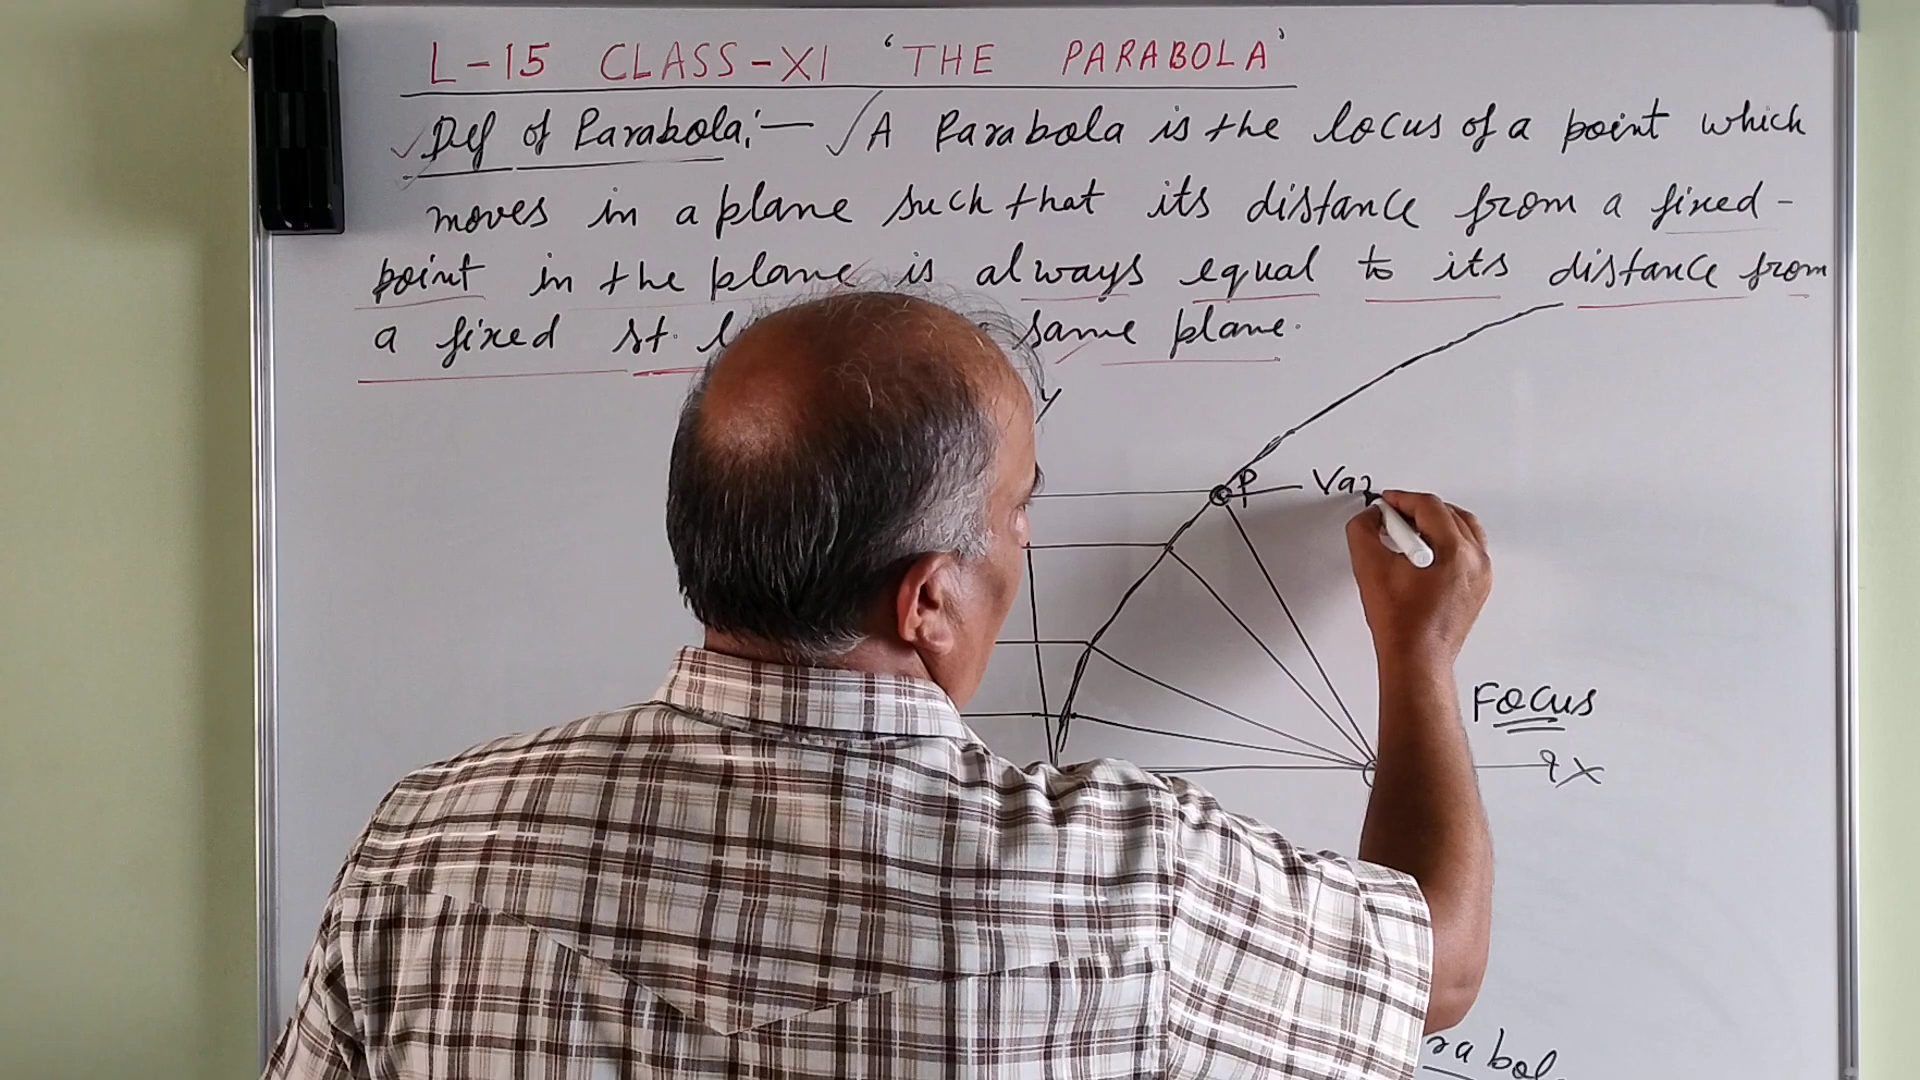 L-15 CLASS-XI 'THE PARABOLA'
Def of Parabola:— A Parabola is the locus of a point which
moves in a plane such that its distance from a fixed-
point in the plane is always equal to its distance from
a fixed st. same plane.
Y
P Var
Focus
X